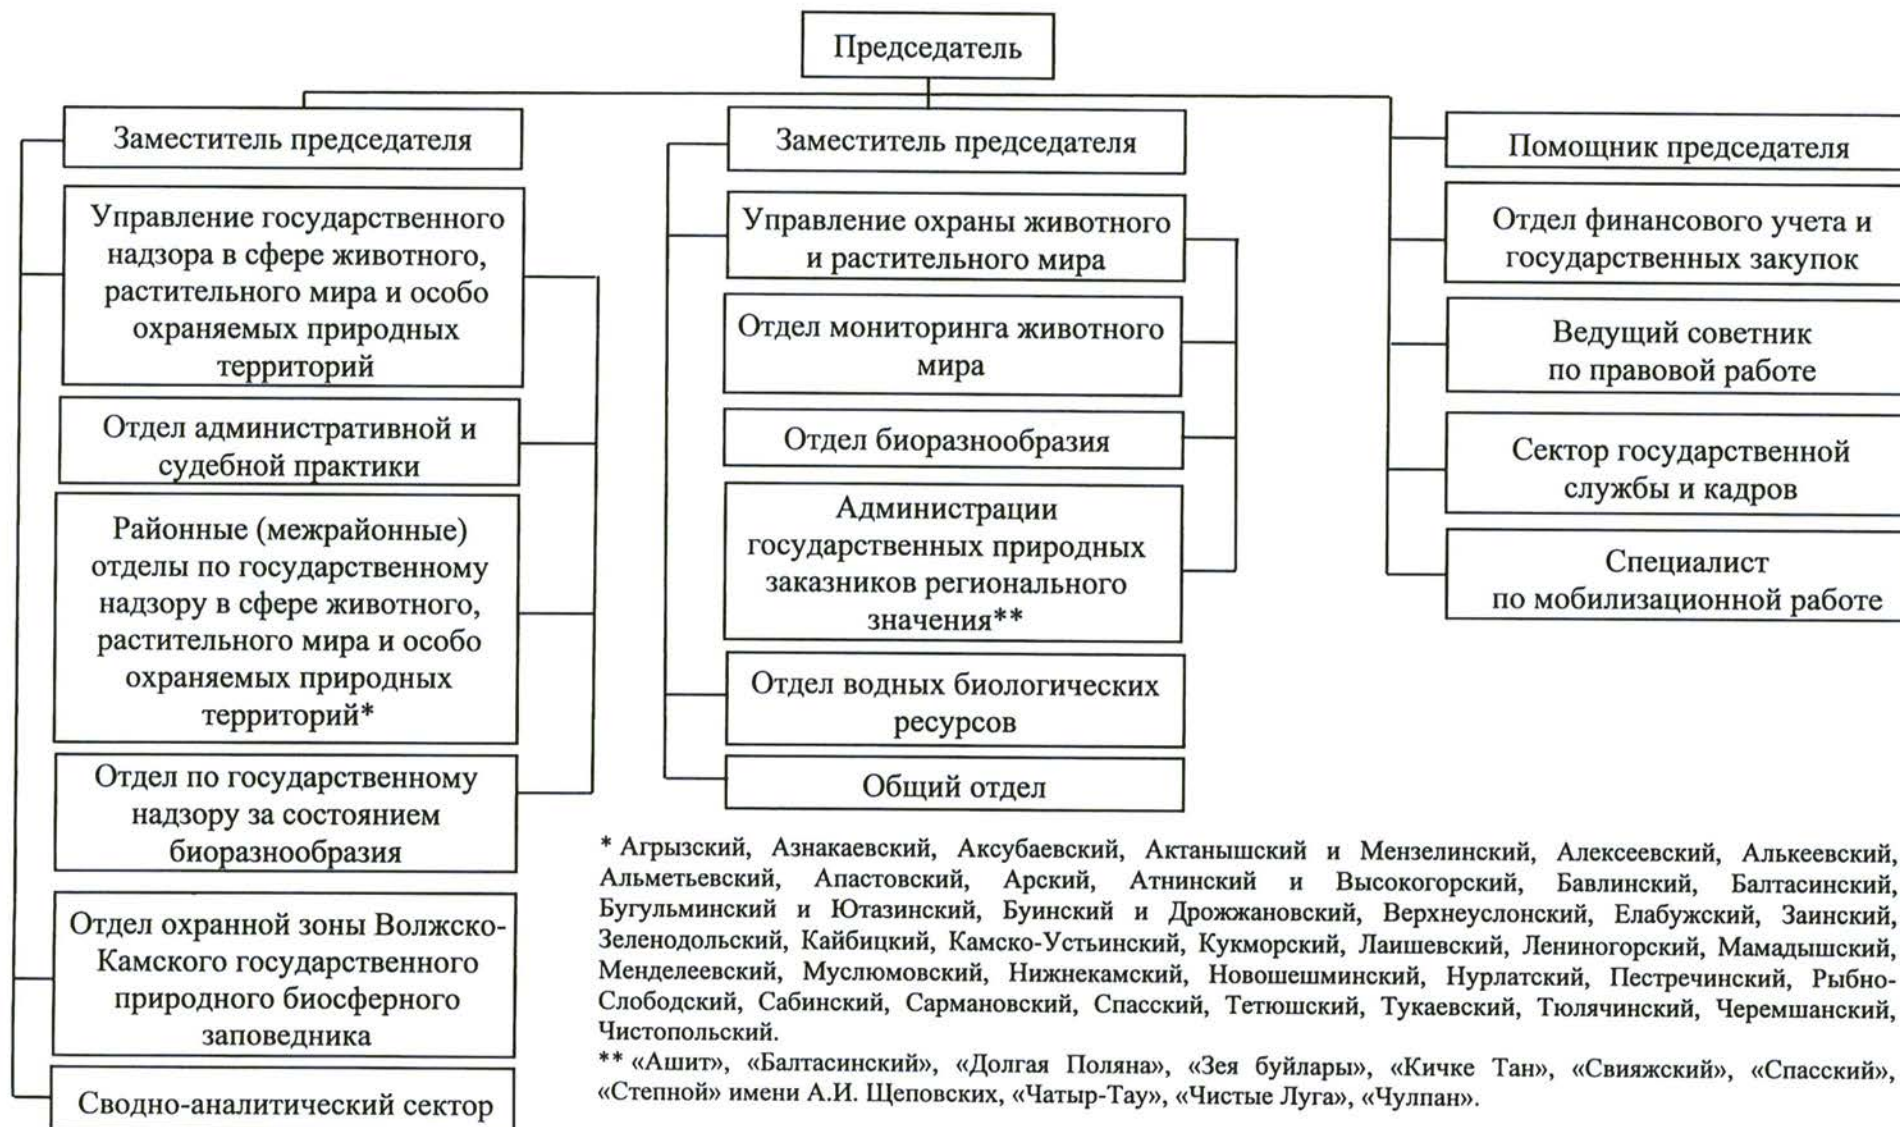 Председатель
Заместитель председателя
Управление государственного
надзора в сфере животного,
растительного мира и особо
охраняемых природных
территорий
Отдел административной и
судебной практики
Районные (межрайонные)
отделы по государственному
надзору в сфере животного,
растительного мира и особо
охраняемых природных
территорий*
Отдел по государственному
надзору за состоянием
биоразнообразия
Отдел охранной зоны Волжско-
Камского государственного
природного биосферного
заповедника
Сводно-аналитический сектор
Заместитель председателя
Управление охраны животного
и растительного мира
Отдел мониторинга животного
мира
Отдел биоразнообразия
Администрации
государственных природных
заказников регионального
значения**
Отдел водных биологических
ресурсов
Общий отдел
Помощник председателя
Отдел финансового учета и
государственных закупок
Ведущий советник
по правовой работе
Сектор государственной
службы и кадров
Специалист
по мобилизационной работе
* Агрызский, Азнакаевский, Аксубаевский, Актанышский и Мензелинский, Алексеевский, Алькеевский,
Альметьевский, Апастовский, Арский, Атнинский и Высокогорский, Бавлинский, Балтасинский,
Бугульминский и Ютазинский, Буинский и Дрожжановский, Верхнеуслонский, Елабужский, Заинский,
Зеленодольский, Кайбицкий, Камско-Устьинский, Кукморский, Лаишевский, Лениногорский, Мамадышский,
Менделеевский, Муслюмовский, Нижнекамский, Новошешминский, Нурлатский, Пестречинский, Рыбно-
Слободский, Сабинский, Сармановский, Спасский, Тетюшский, Тукаевский, Тюлячинский, Черемшанский,
Чистопольский.
** «Ашит», «Балтасинский», «Долгая Поляна», «Зея буйлары», «Кичке Тан», «Свияжский», «Спасский»,
«Степной» имени А.И. Щеповских, «Чатыр-Тау», «Чистые Луга», «Чулпан».